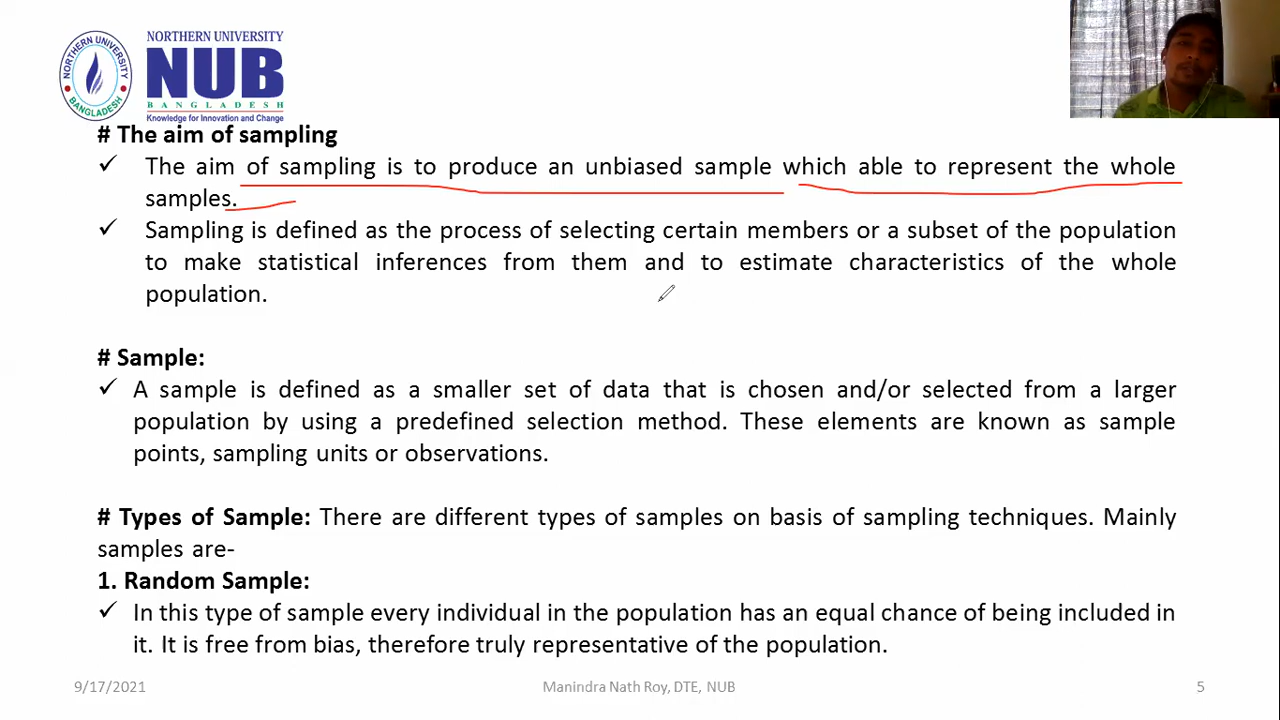 NORTHERN UNIVERSITY
NUB
BANGLADESH
Knowledge for Innovation and Change
NORTHERN UNIVERSITY
BANGLADESH
# The aim of sampling
✓ The aim of sampling is to produce an unbiased sample which able to represent the whole
samples.
✓ Sampling is defined as the process of selecting certain members or a subset of the population
to make statistical inferences from them and to estimate characteristics of the whole
population.
# Sample:
✓ A sample is defined as a smaller set of data that is chosen and/or selected from a larger
population by using a predefined selection method. These elements are known as sample
points, sampling units or observations.
# Types of Sample: There are different types of samples on basis of sampling techniques. Mainly
samples are-
1. Random Sample:
✓ In this type of sample every individual in the population has an equal chance of being included in
it. It is free from bias, therefore truly representative of the population.
9/17/2021 Manindra Nath Roy, DTE, NUB 5